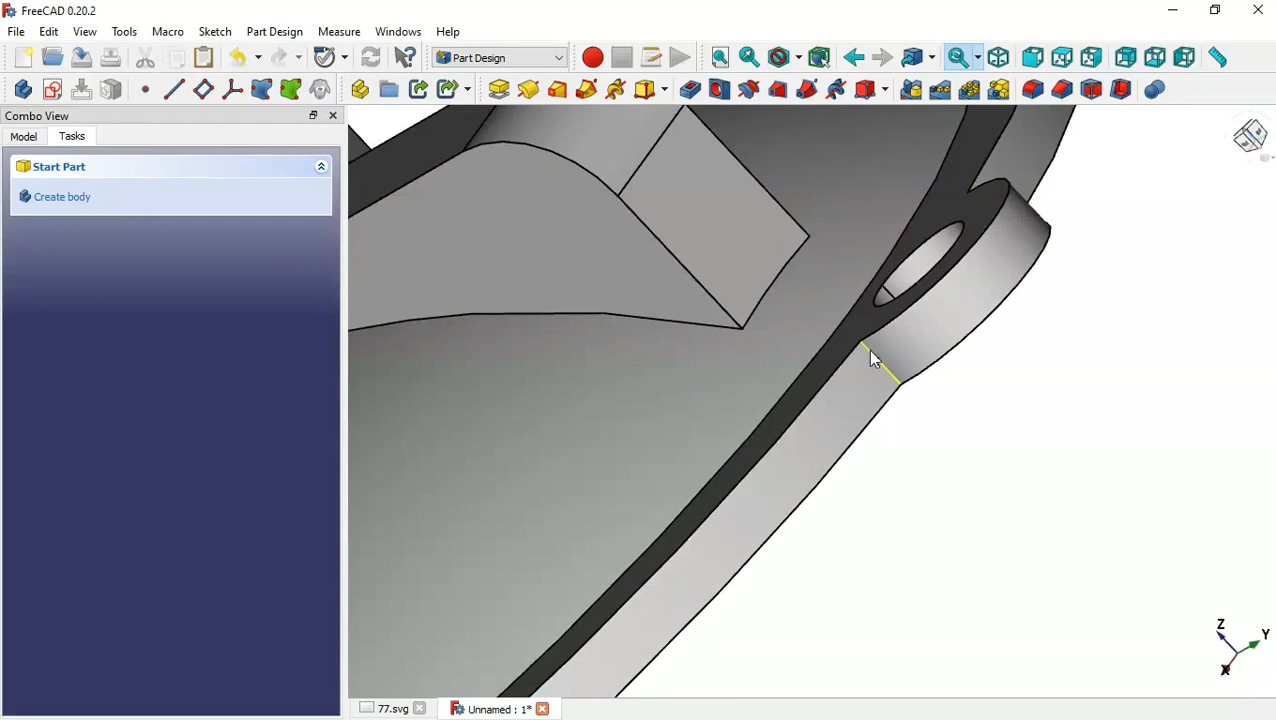 FreeCAD 0.20.2
File Edit View Tools Macro Sketch Part Design Measure Windows Help
Part Design
Combo View
Model Tasks
Start Part
Create body
Z
Y
X
77.svg Unnamed : 1*